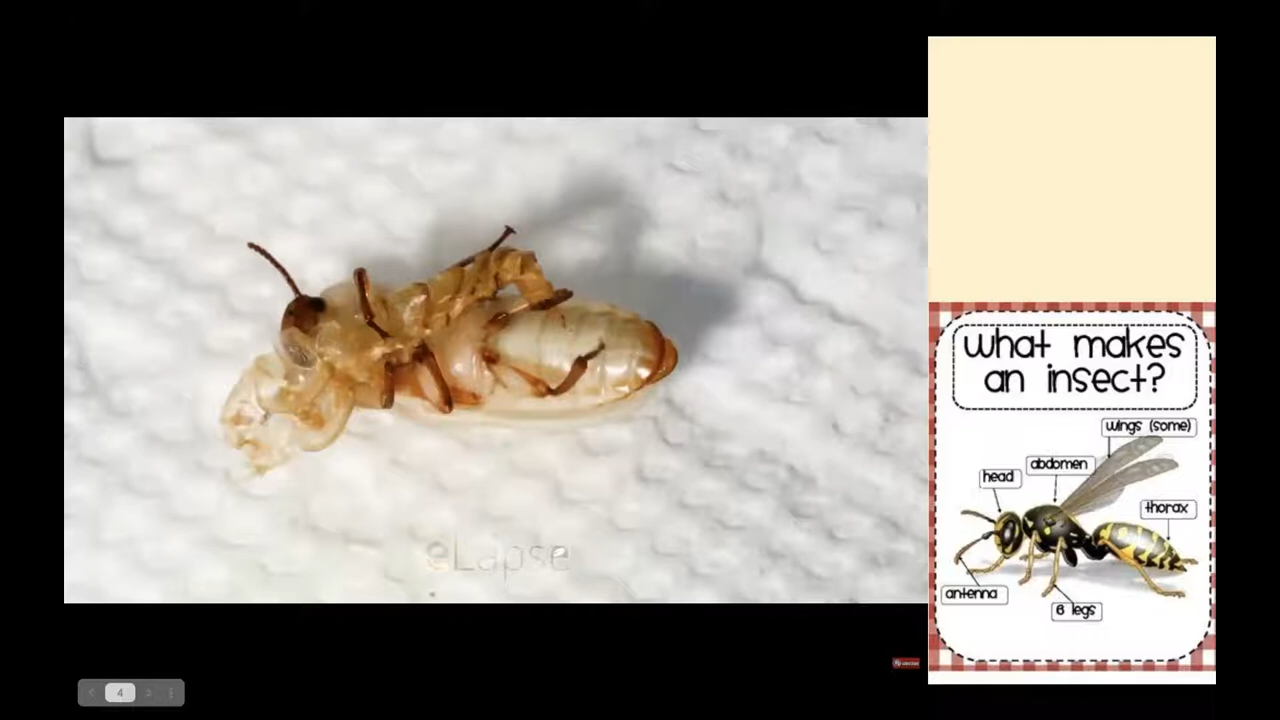 eLapse
4
What makes
an insect?
wings (some)
abdomen
head
thorax
antenna
6 legs